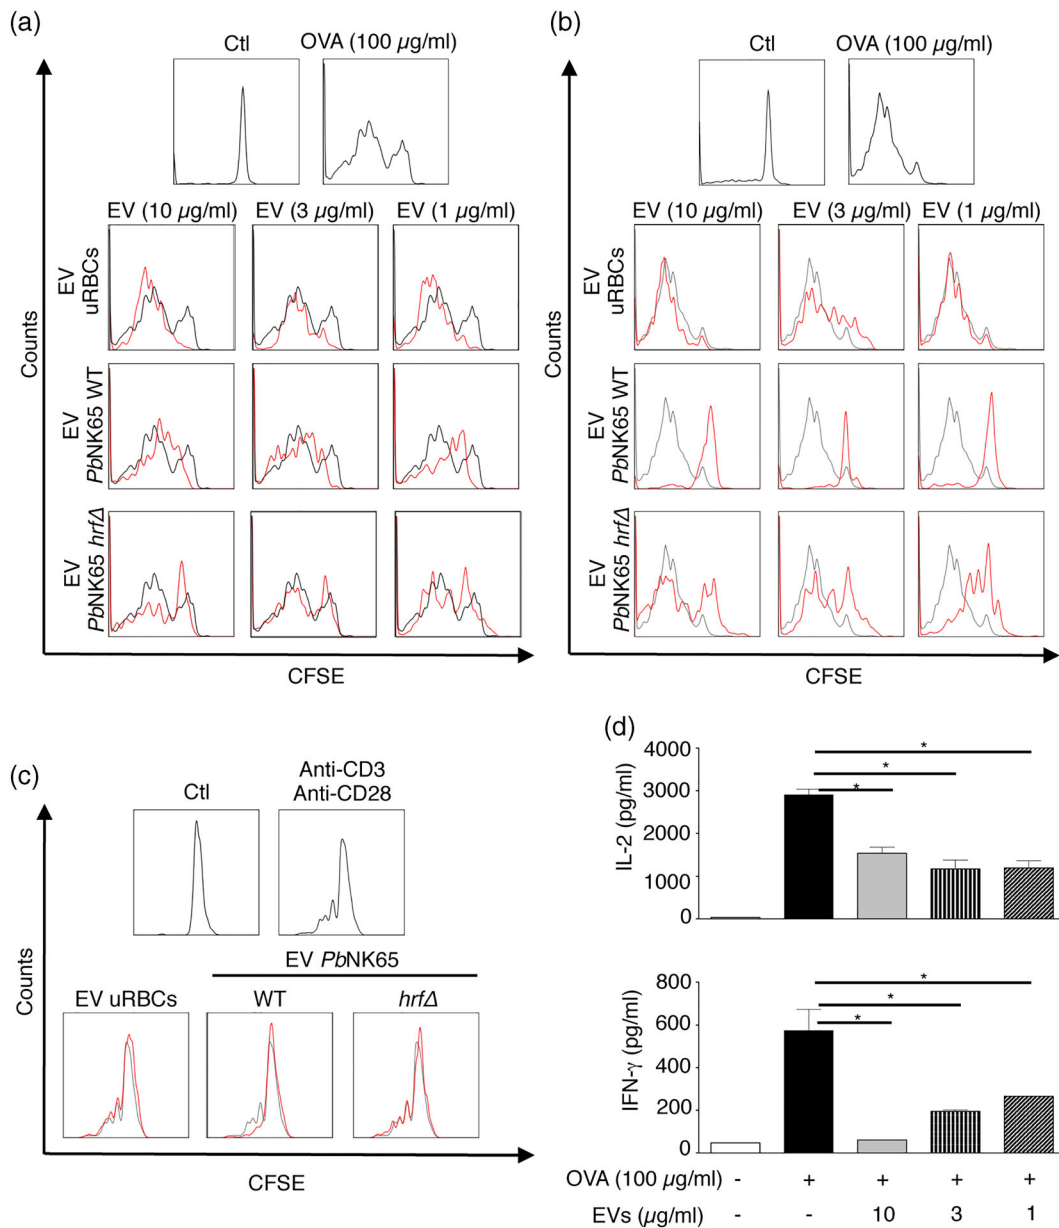 (a)
Ctl OVA (100 µg/ml)
EV (10 µg/ml) EV (3 µg/ml) EV (1 µg/ml)
EV uRBCs
EV PbNK65 WT
EV PbNK65 hrfΔ
Counts
CFSE
(b)
Ctl OVA (100 µg/ml)
EV (10 µg/ml) EV (3 µg/ml) EV (1 µg/ml)
EV uRBCs
EV PbNK65 WT
EV PbNK65 hrfΔ
Counts
CFSE
(c)
Ctl
Anti-CD3
Anti-CD28
EV PbNK65
EV uRBCs WT hrfΔ
Counts
CFSE
(d)
IL-2 (pg/ml)
4000
3000
2000
1000
0
* * *
IFN-γ (pg/ml)
800
600
400
200
0
* * *
OVA (100 µg/ml) - + + + +
EVs (µg/ml) - - 10 3 1